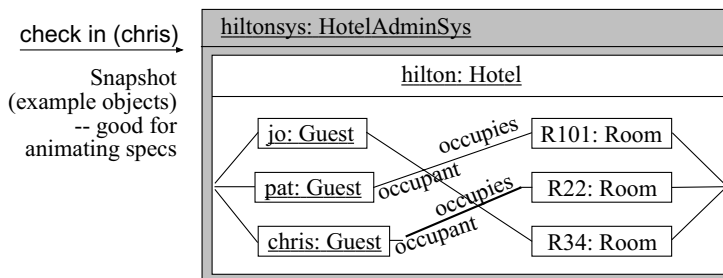 check in (chris)
Snapshot
(example objects)
-- good for
animating specs
hiltonsys: HotelAdminSys
hilton: Hotel
jo: Guest
occupies
R101: Room
pat: Guest
occupant
occupies
R22: Room
chris: Guest
occupant
R34: Room